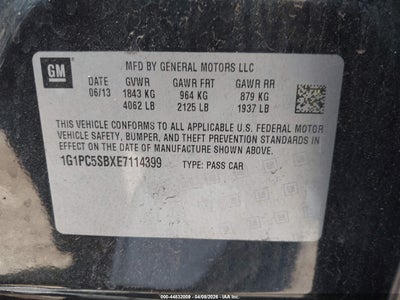 GM
MFD BY GENERAL MOTORS LLC
DATE GVWR GAWR FRT GAWR RR
06/13 1843 KG 964 KG 879 KG
4062 LB 2125 LB 1937 LB
THIS VEHICLE CONFORMS TO ALL APPLICABLE U.S. FEDERAL MOTOR
VEHICLE SAFETY, BUMPER, AND THEFT PREVENTION STANDARDS IN
EFFECT ON THE DATE OF MANUFACTURE SHOWN ABOVE.
1G1PC5SBXE7114399 TYPE: PASS CAR
ID: 000-44832009 | 04/09/2026 - IAA Inc.